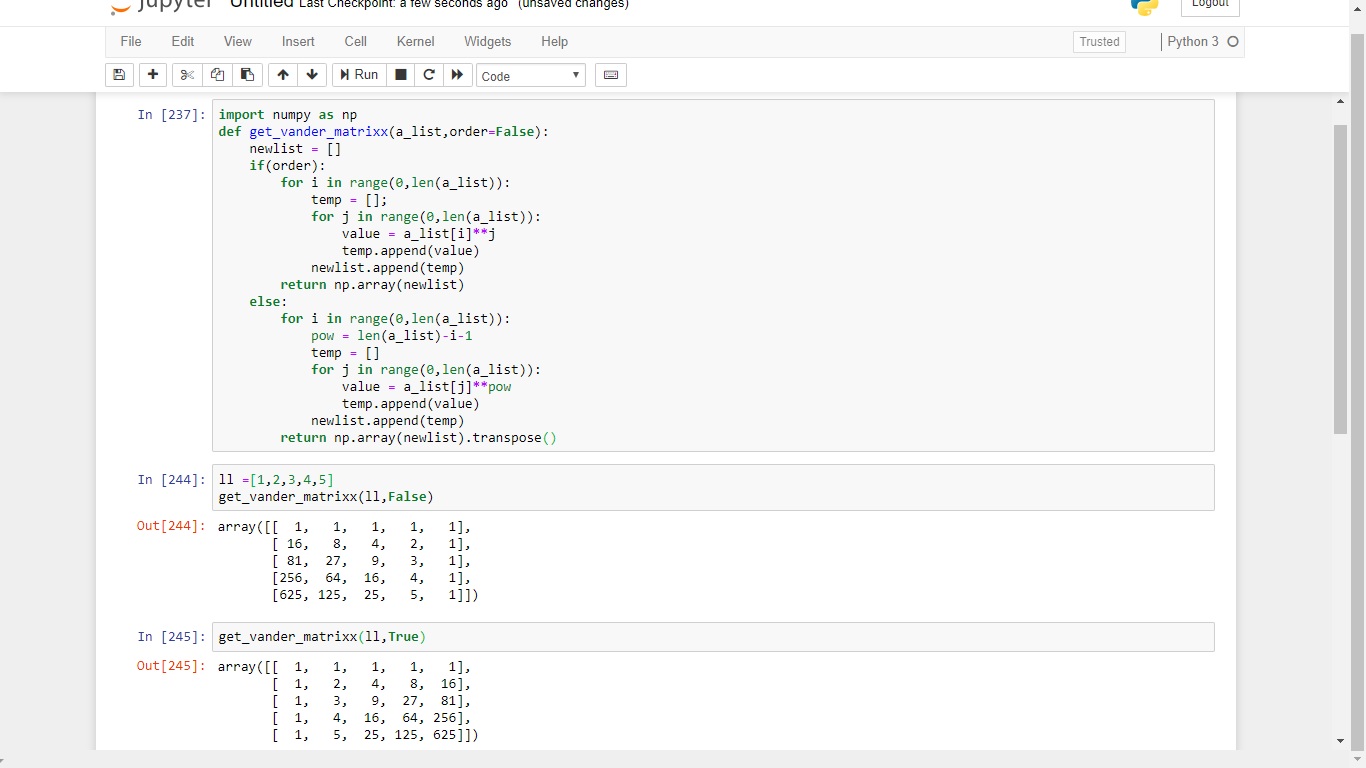 jupyter Untitled Last Checkpoint: a few seconds ago (unsaved changes) Logout
File Edit View Insert Cell Kernel Widgets Help Trusted Python 3
Run Code
In [237]: import numpy as np
def get_vander_matrixx(a_list,order=False):
    newlist = []
    if(order):
        for i in range(0,len(a_list)):
            temp = [];
            for j in range(0,len(a_list)):
                value = a_list[i]**j
                temp.append(value)
            newlist.append(temp)
        return np.array(newlist)
    else:
        for i in range(0,len(a_list)):
            pow = len(a_list)-i-1
            temp = []
            for j in range(0,len(a_list)):
                value = a_list[j]**pow
                temp.append(value)
            newlist.append(temp)
        return np.array(newlist).transpose()
In [244]: ll =[1,2,3,4,5]
get_vander_matrixx(ll,False)
Out[244]: array([[  1,   1,   1,   1,   1],
       [ 16,   8,   4,   2,   1],
       [ 81,  27,   9,   3,   1],
       [256,  64,  16,   4,   1],
       [625, 125,  25,   5,   1]])
In [245]: get_vander_matrixx(ll,True)
Out[245]: array([[  1,   1,   1,   1,   1],
       [  1,   2,   4,   8,  16],
       [  1,   3,   9,  27,  81],
       [  1,   4,  16,  64, 256],
       [  1,   5,  25, 125, 625]])